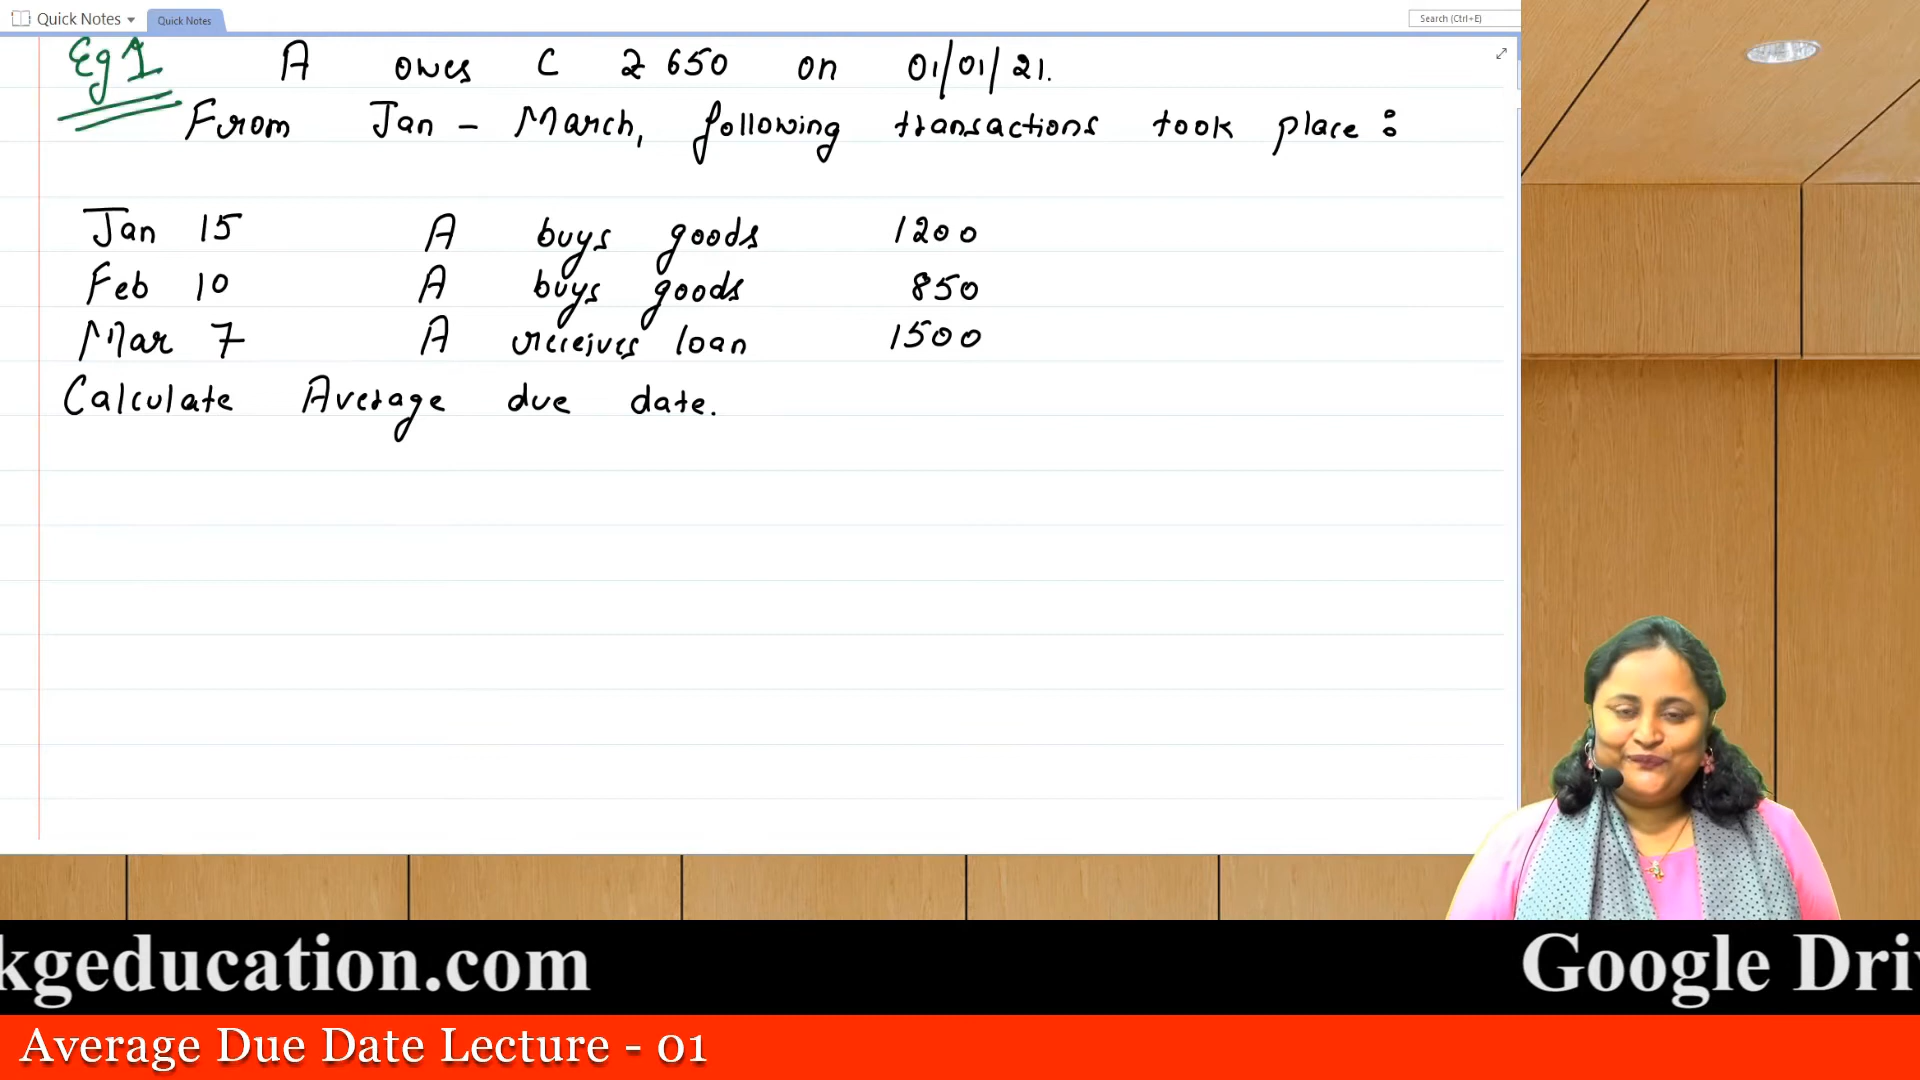 Quick Notes
Quick Notes
Search (Ctrl+E)
Eg 1 A owes C ₹ 650 on 01/01/21.
From Jan - March, following transactions took place :
Jan 15 A buys goods 1200
Feb 10 A buys goods 850
Mar 7 A receives loan 1500
Calculate Average due date.
kgeducation.com
Google Driv
Average Due Date Lecture - 01